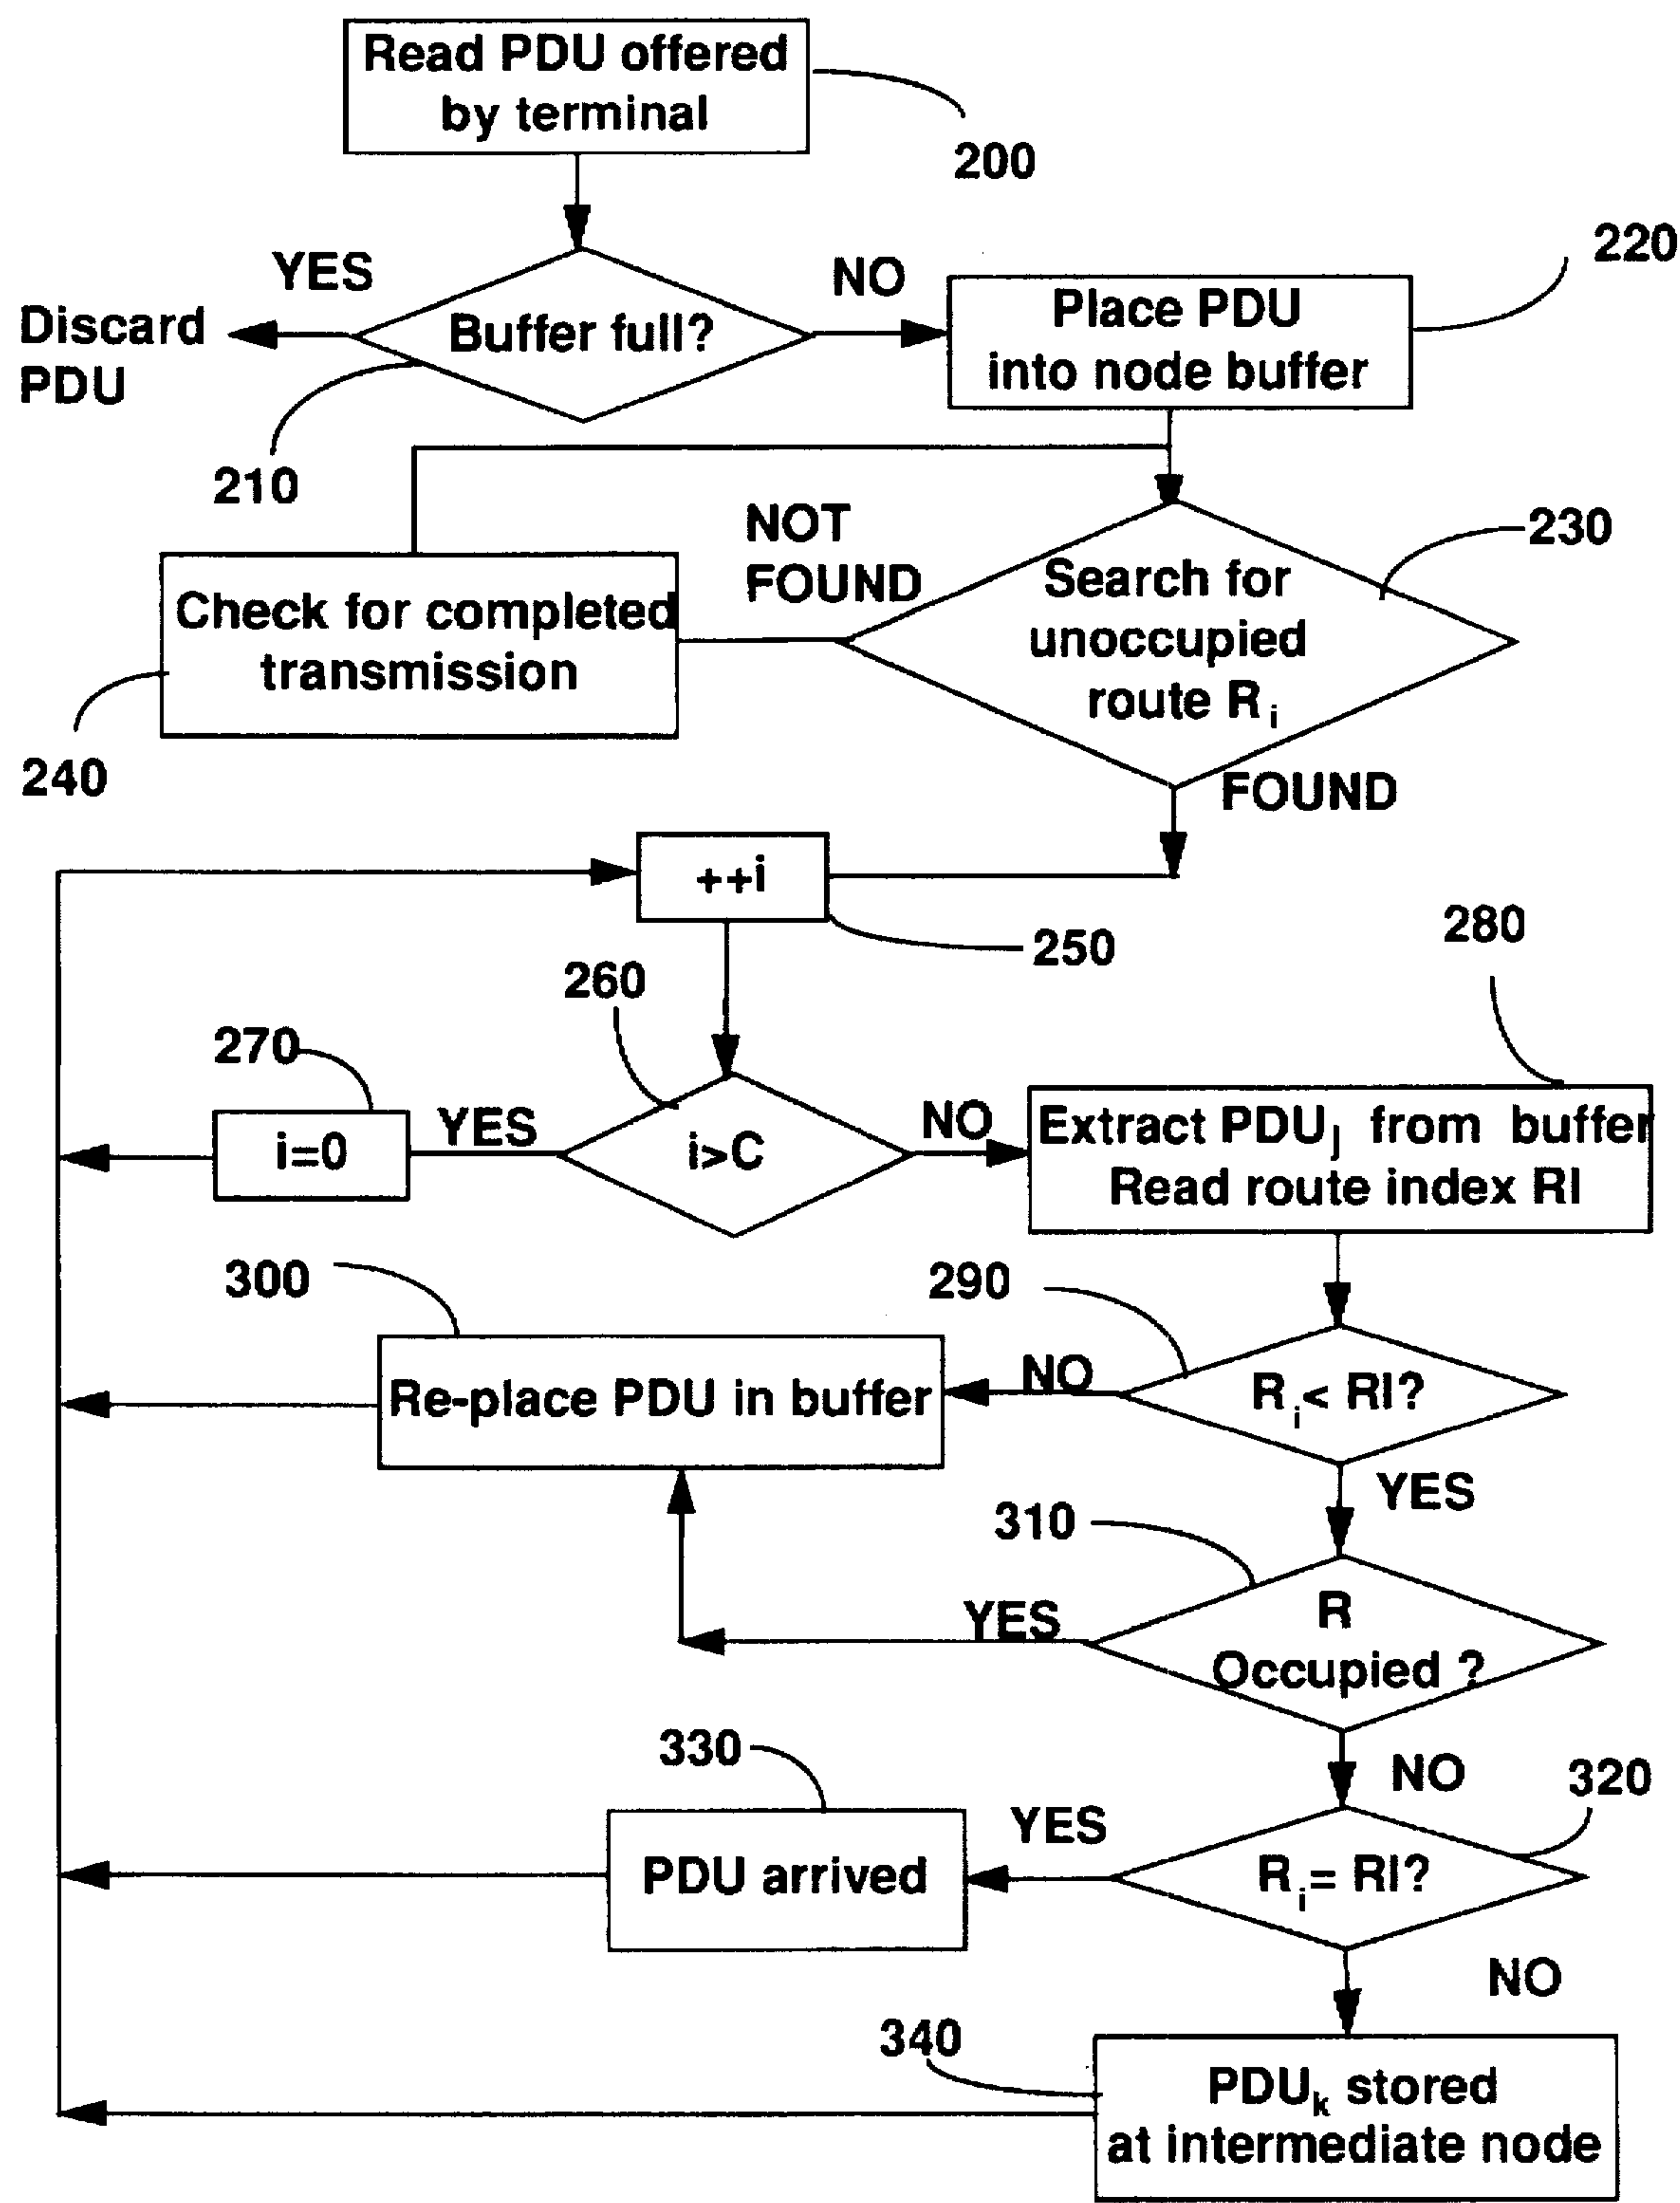 Read PDU offered
by terminal
200
YES
NO
220
Discard
PDU
Buffer full?
Place PDU
into node buffer
210
NOT
FOUND
230
Search for
unoccupied
route R i
Check for completed
transmission
240
FOUND
++i
250
280
260
270
i=0
YES
i>C
NO
Extract PDUj from buffer
Read route index RI
300
290
Re-place PDU in buffer
NO
R i < RI?
YES
310
R
Occupied ?
YES
NO
330
320
PDU arrived
YES
R i = RI?
NO
340
PDUk stored
at intermediate node